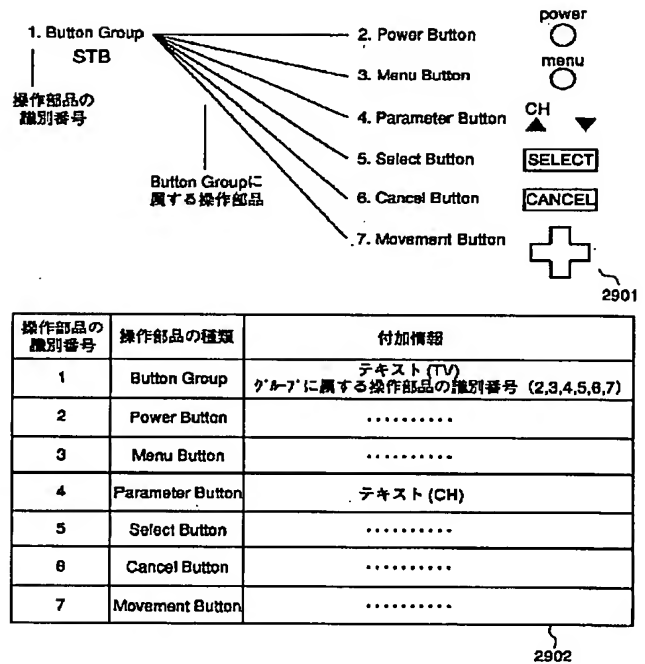 1. Button Group
STB
操作部品の
識別番号
Button Groupに
属する操作部品
2. Power Button
power
3. Menu Button
menu
4. Parameter Button
CH
5. Select Button
SELECT
6. Cancel Button
CANCEL
7. Movement Button
2901
操作部品の
識別番号
操作部品の種類
付加情報
1
Button Group
テキスト (TV)
グループに属する操作部品の識別番号 (2,3,4,5,6,7)
2
Power Button
..........
3
Menu Button
..........
4
Parameter Button
テキスト (CH)
5
Select Button
..........
6
Cancel Button
..........
7
Movement Button
..........
2902